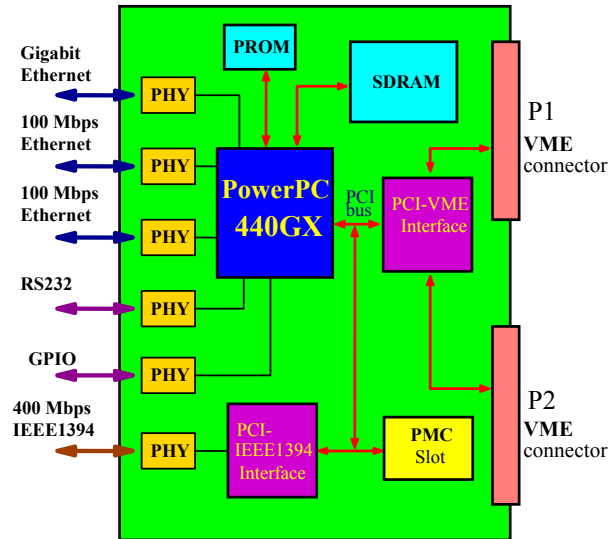 Gigabit
Ethernet
PHY
PROM
SDRAM
P1
VME
connector
100 Mbps
Ethernet
PHY
PowerPC
440GX
PCI
bus
PCI-VME
Interface
100 Mbps
Ethernet
PHY
RS232
PHY
GPIO
PHY
400 Mbps
IEEE1394
PHY
PCI-
IEEE1394
Interface
PMC
Slot
P2
VME
connector